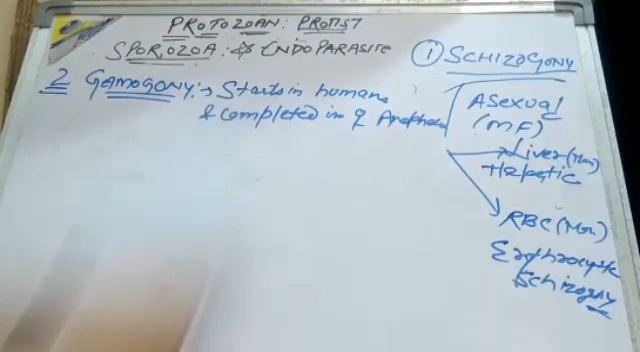 PROTOZOAN: PROTIST
SPOROZOA: ENDOPARASITE
2 GAMOGONY:→ Starts in humans
& completed in ♀ Anopheles
① SCHIZOGONY
Asexual
(MF)
Liver (Man)
Hepatic
RBC (Man)
Erythrocytic
Schizogony